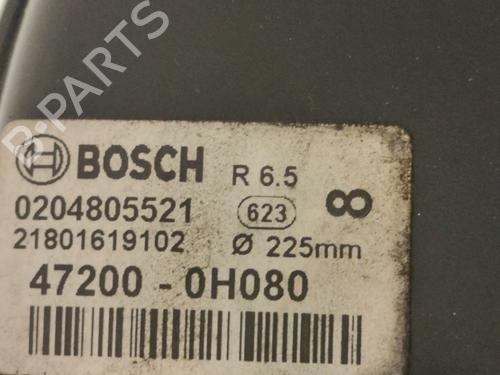 B-PARTS
BOSCH R 6.5
0204805521 623 8
21801619102 Ø 225mm
47200 - 0H080